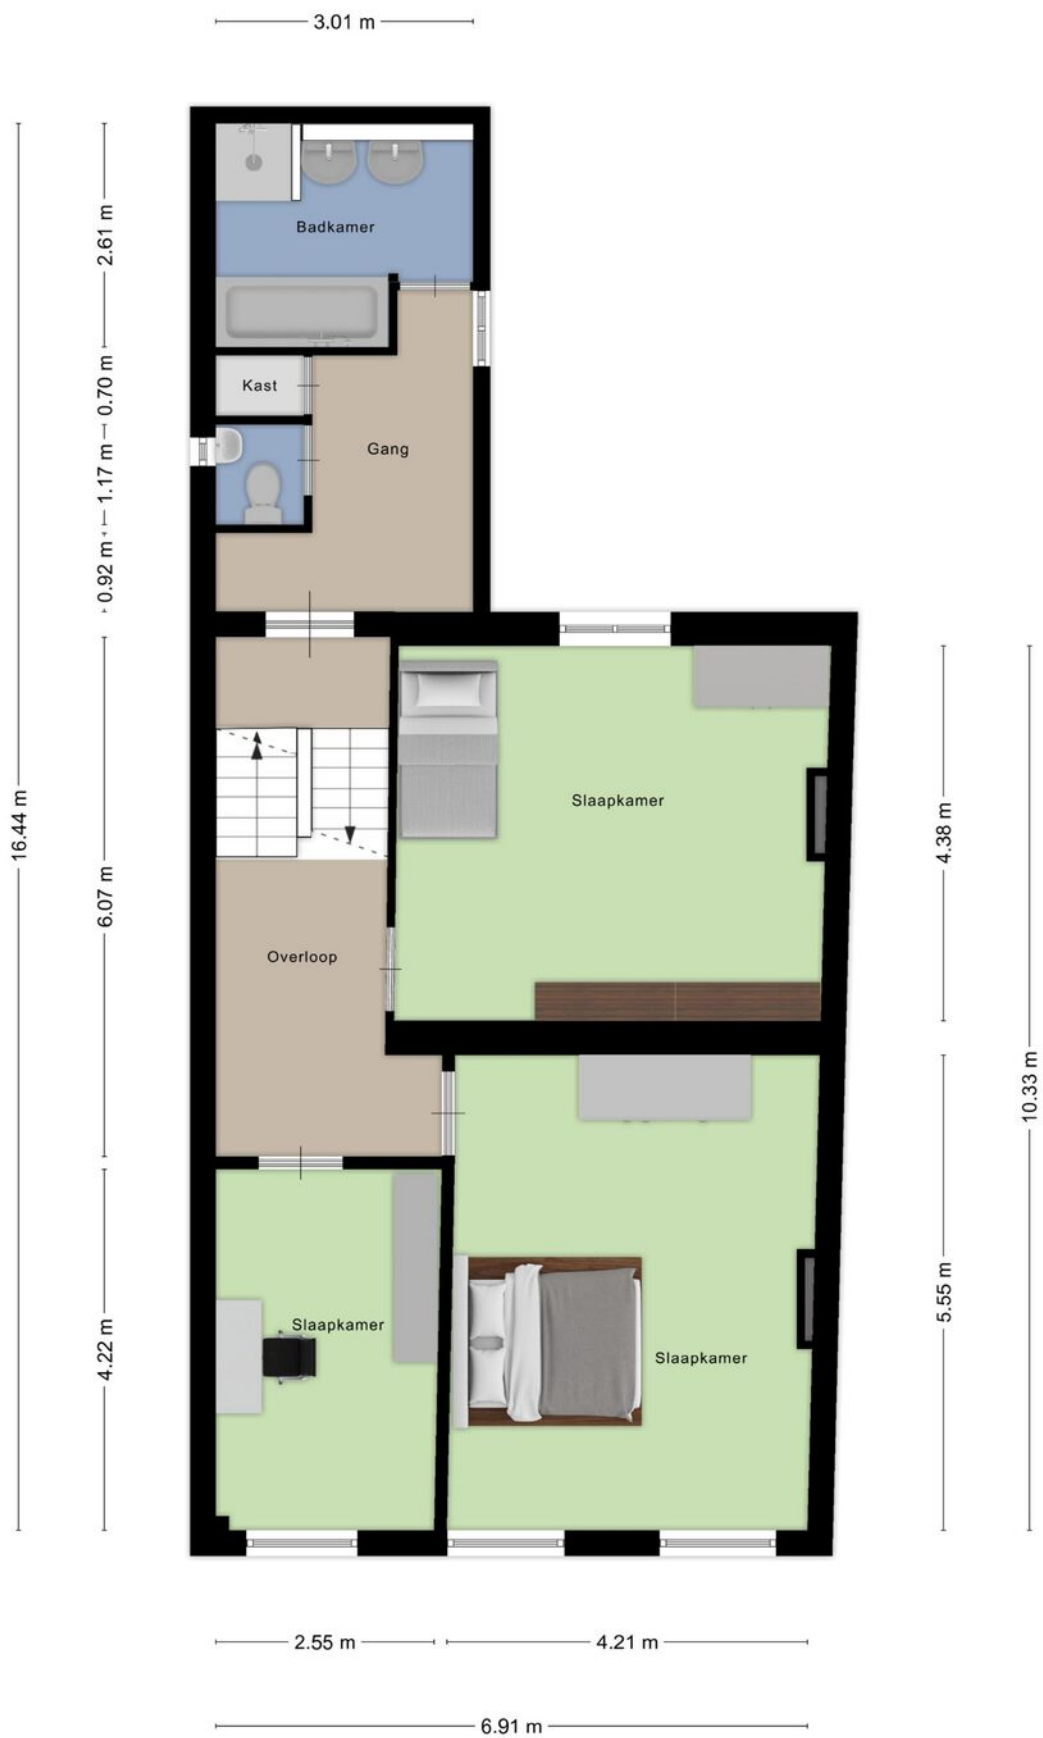 3.01 m
2.61 m
Badkamer
0.70 m
Kast
Gang
1.17 m
0.92 m
16.44 m
6.07 m
Slaapkamer
4.38 m
Overloop
10.33 m
5.55 m
4.22 m
Slaapkamer
Slaapkamer
2.55 m
4.21 m
6.91 m